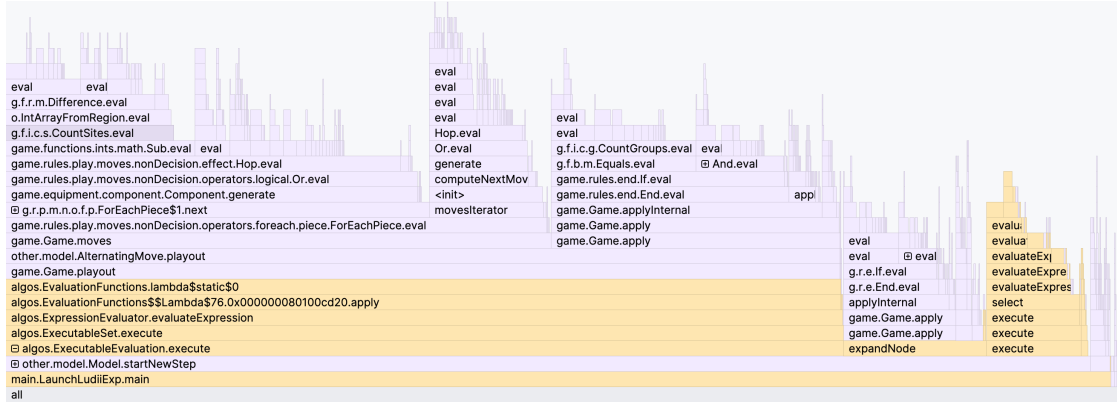 eval
eval eval
eval
g.f.r.m.Difference.eval eval
o.IntArrayFromRegion.eval eval eval
g.f.i.c.s.CountSites.eval Hop.eval eval
game.functions.ints.math.Sub.eval eval Or.eval g.f.i.c.g.CountGroups.eval eval
game.rules.play.moves.nonDecision.effect.Hop.eval generate g.f.b.m.Equals.eval And.eval
game.rules.play.moves.nonDecision.operators.logical.Or.eval computeNextMov game.rules.end.If.eval
game.equipment.component.Component.generate <init> game.rules.end.End.eval appl
g.r.p.m.n.o.f.p.ForEachPiece$1.next movesIterator game.Game.applyInternal
game.rules.play.moves.nonDecision.operators.foreach.piece.ForEachPiece.eval game.Game.apply evalua
game.Game.moves game.Game.apply eval evalua
other.model.AlternatingMove.playout eval eval evaluateExp
game.Game.playout g.r.e.If.eval evaluateExpre
algos.EvaluationFunctions.lambda$static$0 g.r.e.End.eval evaluateExpres
algos.EvaluationFunctions$$Lambda$76.0x000000080100cd20.apply applyInternal select
algos.ExpressionEvaluator.evaluateExpression game.Game.apply execute
algos.ExecutableSet.execute game.Game.apply execute
algos.ExecutableEvaluation.execute expandNode execute
other.model.Model.startNewStep
main.LaunchLudiiExp.main
all